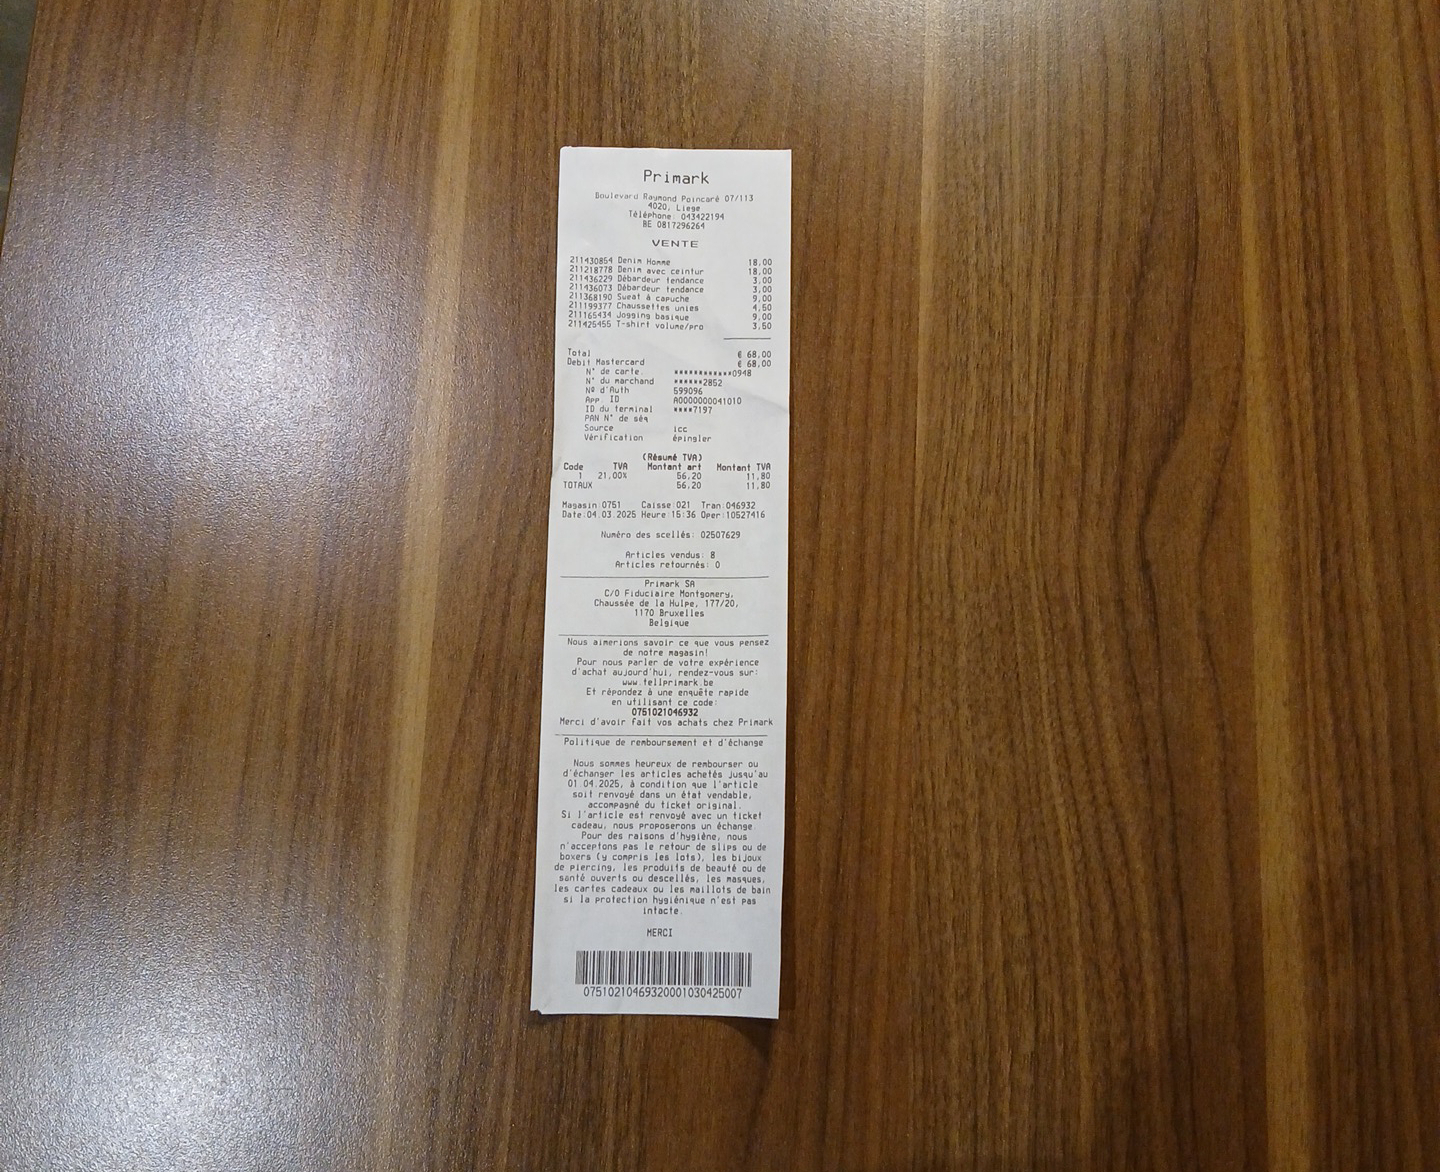 Primark
Boulevard Raymond Poincaré 07/113
4020, Liege
Téléphone: 043422194
BE 0817296264
VENTE
211430854 Denim Homme 18,00
211218778 Denim avec ceintur 18,00
211436229 Débardeur tendance 3,00
211436073 Débardeur tendance 3,00
211368190 Sweat à capuche 9,00
211199377 Chaussettes unies 4,50
211165434 Jogging basique 9,00
211425455 T-shirt volume/pro 3,50
Total € 68,00
Debit Mastercard € 68,00
N° de carte ************0948
N° du marchand ******2852
Nº d'Auth 599096
App. ID A0000000041010
ID du terminal ****7197
PAN N° de séq
Source icc
Vérification épingler
(Résumé TVA)
Code TVA Montant art Montant TVA
1 21,00% 56,20 11,80
TOTAUX 56,20 11,80
Magasin:0751 Caisse:021 Tran:046932
Date:04.03.2025 Heure:15:36 Oper:10527416
Numéro des scellés: 02507629
Articles vendus: 8
Articles retournés: 0
Primark SA
C/O Fiduciaire Montgomery,
Chaussée de la Hulpe, 177/20,
1170 Bruxelles
Belgique
Nous aimerions savoir ce que vous pensez
de notre magasin!
Pour nous parler de votre expérience
d'achat aujourd'hui, rendez-vous sur:
www.tellprimark.be
Et répondez à une enquête rapide
en utilisant ce code:
0751021046932
Merci d'avoir fait vos achats chez Primark
Politique de remboursement et d'échange
Nous sommes heureux de rembourser ou
d'échanger les articles achetés jusqu'au
01.04.2025, à condition que l'article
soit renvoyé dans un état vendable,
accompagné du ticket original.
Si l'article est renvoyé avec un ticket
cadeau, nous proposerons un échange
Pour des raisons d'hygiène, nous
n'acceptons pas le retour de slips ou de
boxers (y compris les lots), les bijoux
de piercing, les produits de beauté ou de
santé ouverts ou descellés, les masques,
les cartes cadeaux ou les maillots de bain
si la protection hygiénique n'est pas
intacte.
MERCI
07510210469320001030425007